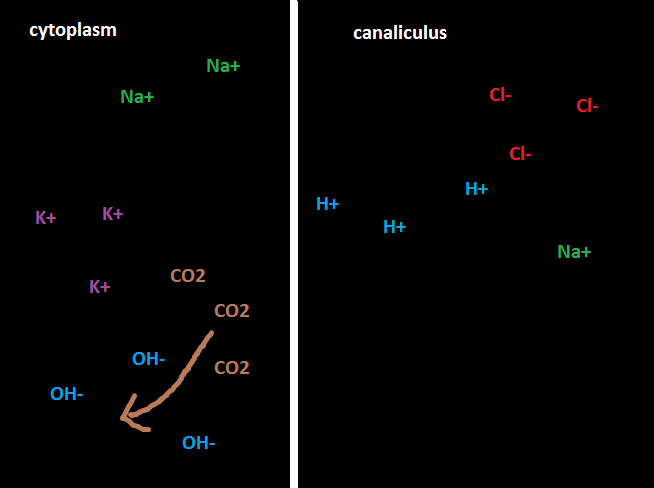 cytoplasm
Na+
Na+
K+
K+
K+
CO2
CO2
CO2
OH-
OH-
OH-
canaliculus
Cl-
Cl-
Cl-
H+
H+
H+
Na+